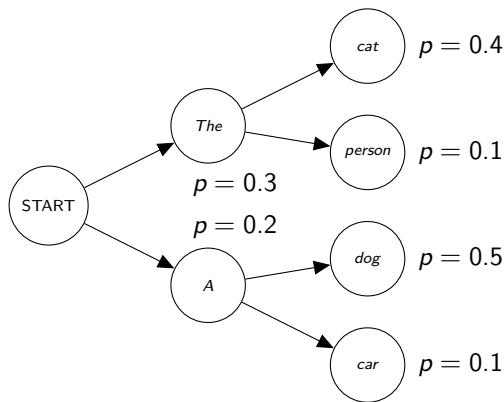 cat p = 0.4
The
person p = 0.1
p = 0.3
START
p = 0.2
dog p = 0.5
A
car p = 0.1